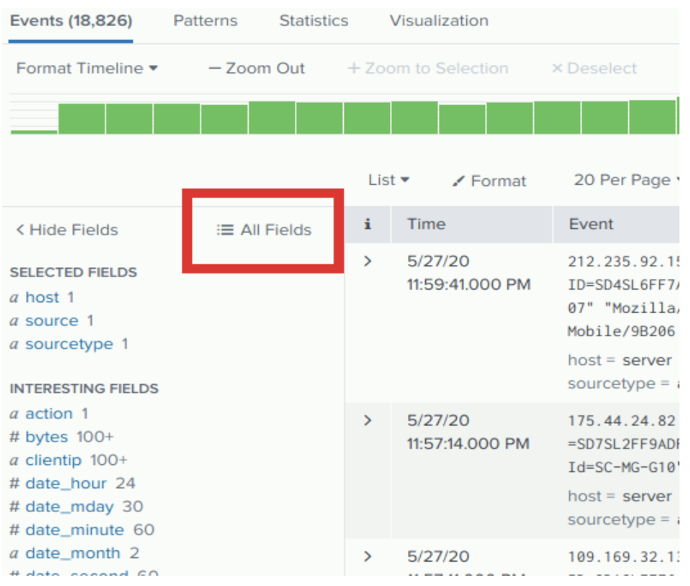 Events (18,826) Patterns Statistics Visualization
Format Timeline — Zoom Out + Zoom to Selection × Deselect
List Format 20 Per Page
< Hide Fields All Fields i Time Event
SELECTED FIELDS
a host 1
a source 1
a sourcetype 1
INTERESTING FIELDS
a action 1
# bytes 100+
a clientip 100+
# date_hour 24
# date_mday 30
# date_minute 60
a date_month 2
# date_second 60
> 5/27/20
11:59:41.000 PM
212.235.92.15
ID=SD4SL6FF7
07" "Mozilla
Mobile/9B206
host = server
sourcetype =
> 5/27/20
11:57:14.000 PM
175.44.24.82
=SD7SL2FF9AD
Id=SC-MG-G10"
host = server
sourcetype =
> 5/27/20
109.169.32.13